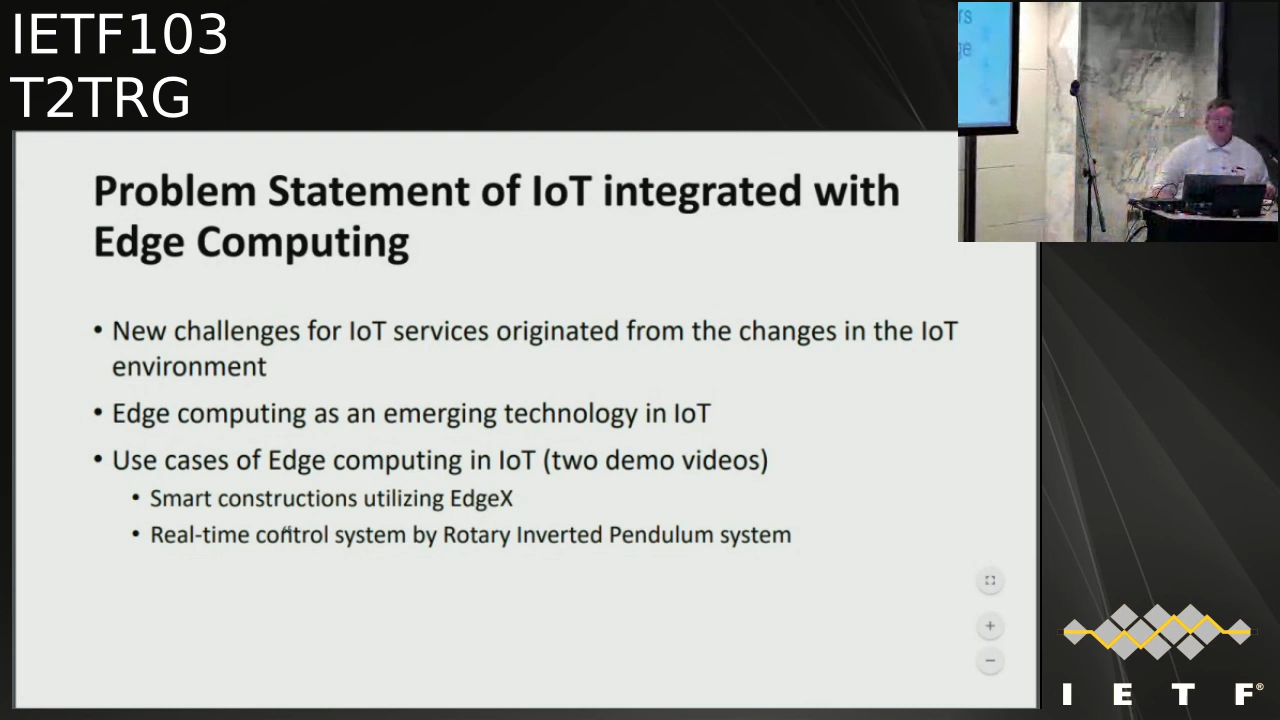 IETF103
T2TRG
rs
ge
Problem Statement of IoT integrated with
Edge Computing
• New challenges for IoT services originated from the changes in the IoT
environment
• Edge computing as an emerging technology in IoT
• Use cases of Edge computing in IoT (two demo videos)
• Smart constructions utilizing EdgeX
• Real-time control system by Rotary Inverted Pendulum system
I E T F®